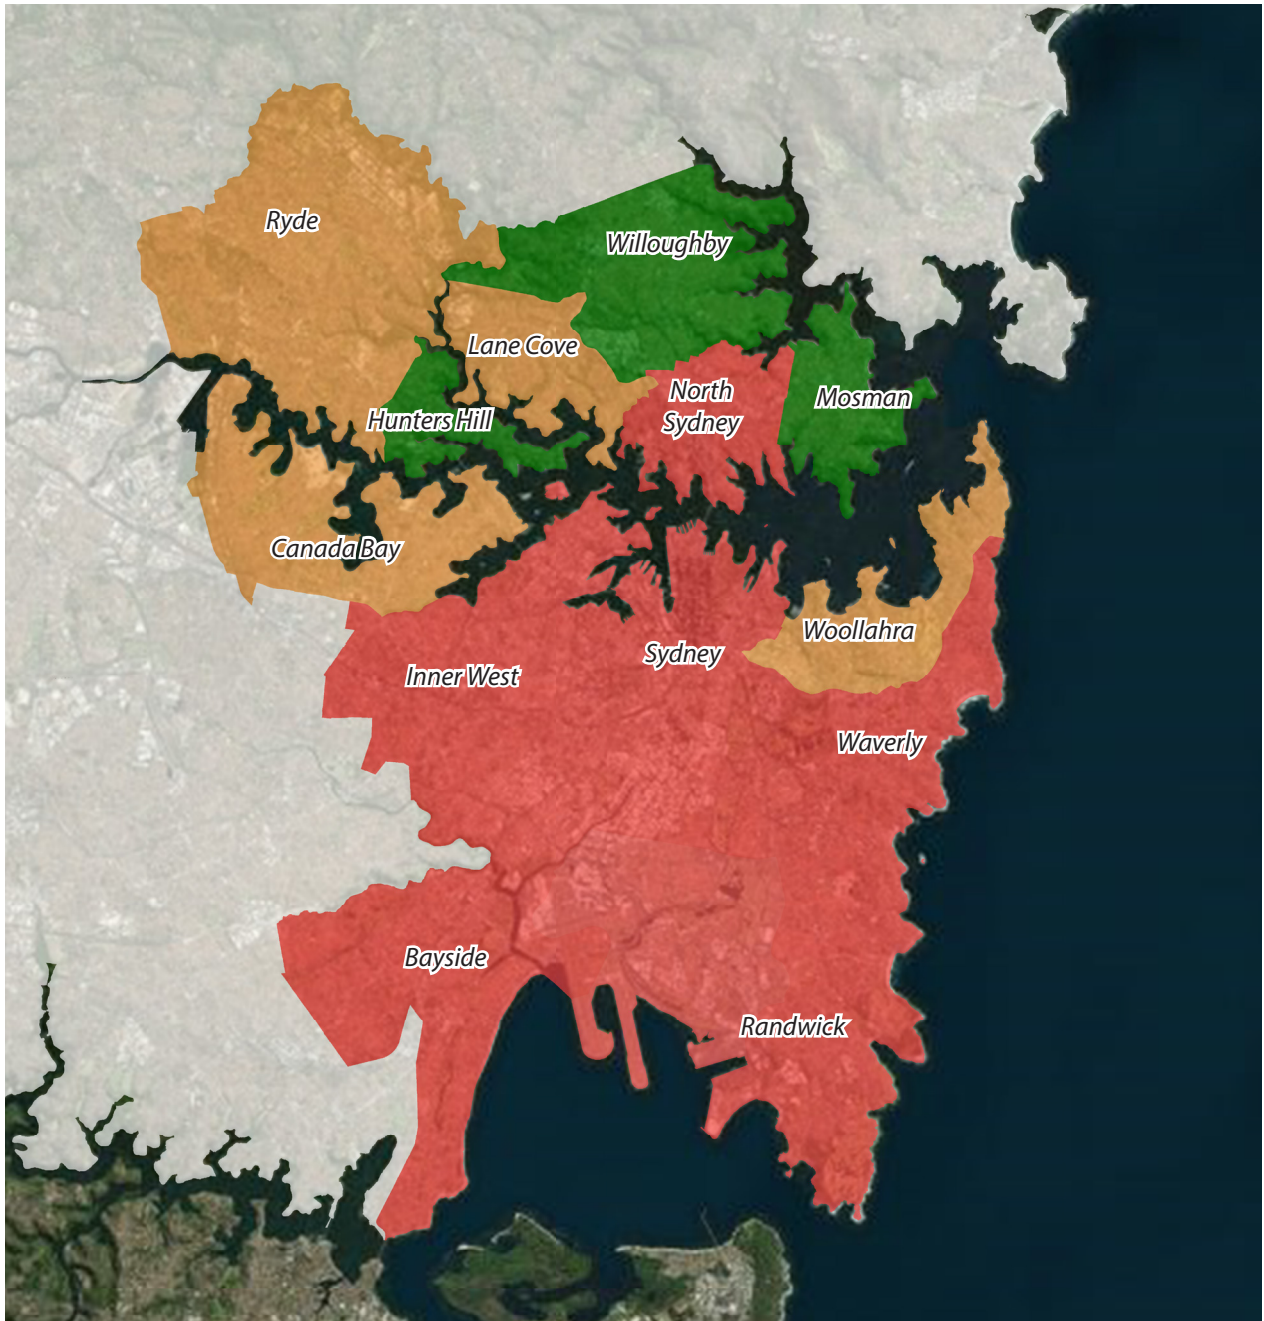 Ryde
Willoughby
Lane Cove
North
Sydney
Mosman
Hunters Hill
Canada Bay
Woollahra
Sydney
Inner West
Waverly
Bayside
Randwick